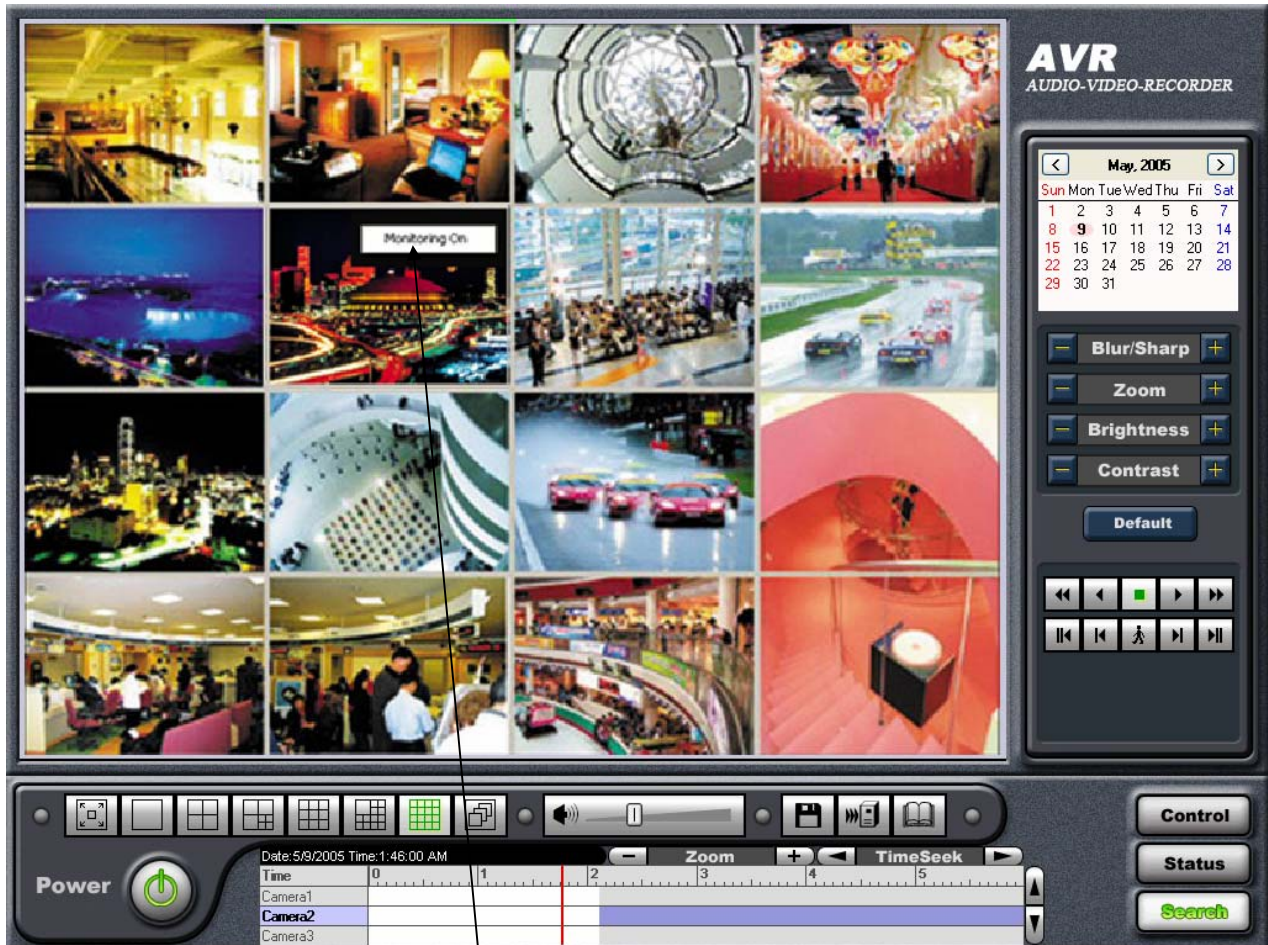 AVR
AUDIO-VIDEO-RECORDER
May, 2005
Sun Mon Tue Wed Thu Fri Sat
1 2 3 4 5 6 7
8 9 10 11 12 13 14
15 16 17 18 19 20 21
22 23 24 25 26 27 28
29 30 31
Monitoring On
Blur/Sharp
Zoom
Brightness
Contrast
Default
Control
Status
Search
Power
Date:5/9/2005 Time:1:46:00 AM
Zoom
TimeSeek
Time 0 1 2 3 4 5
Camera1
Camera2
Camera3